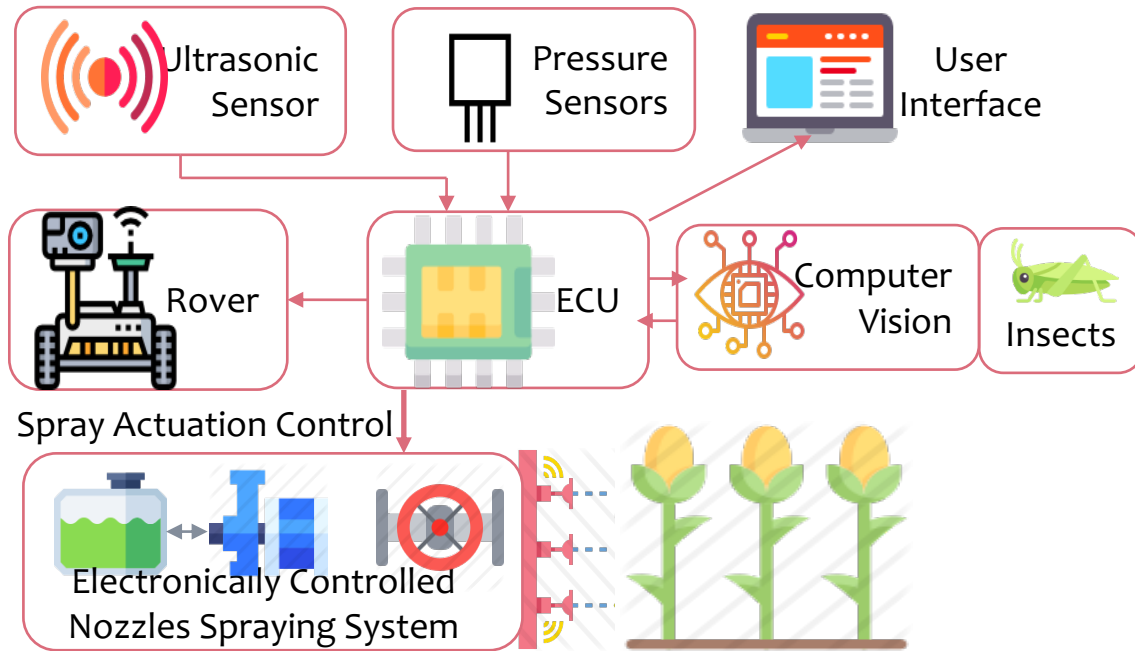 Ultrasonic
Sensor
Pressure
Sensors
User
Interface
Rover
ECU
Computer
Vision
Insects
Spray Actuation Control
Electronically Controlled
Nozzles Spraying System